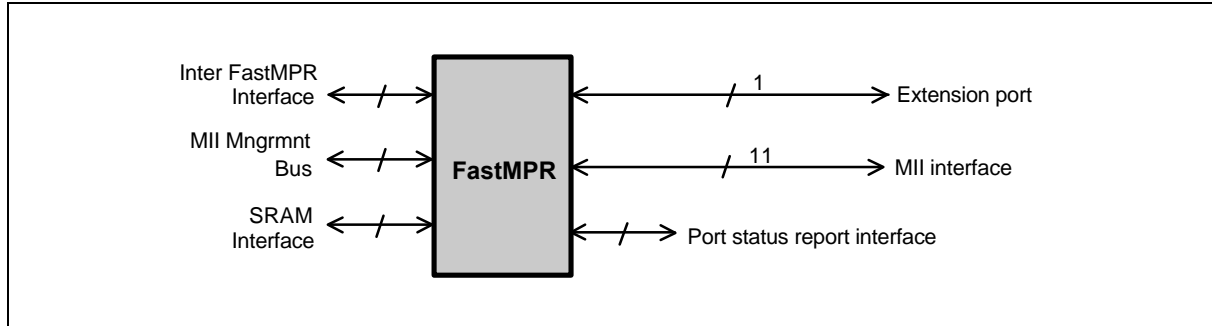 Inter FastMPR
Interface
MII Mngrmnt
Bus
SRAM
Interface
FastMPR
1
Extension port
11
MII interface
Port status report interface